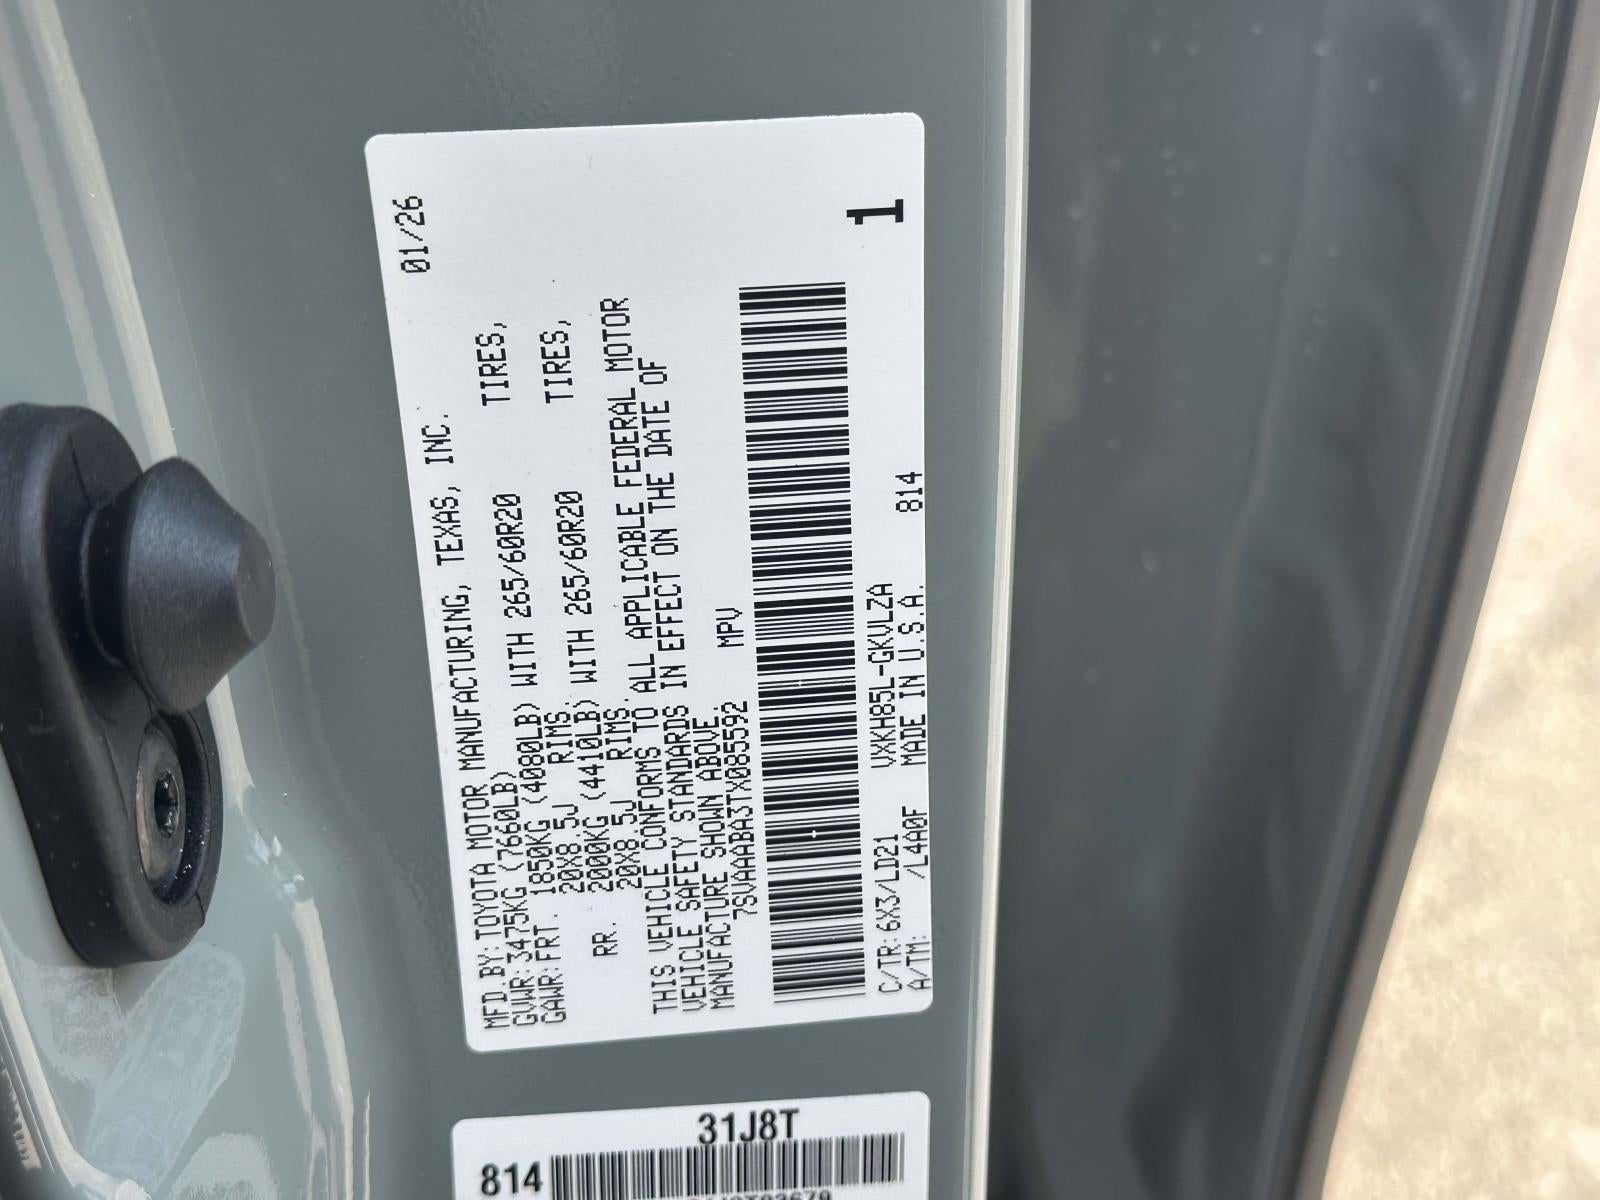 MFD.BY:TOYOTA MOTOR MANUFACTURING, TEXAS, INC. 01/26
GVWR:3475KG (7660LB)
GAWR:FRT. 1850KG (4080LB) WITH 265/60R20 TIRES,
20X8.5J RIMS.
RR. 2000KG (4410LB) WITH 265/60R20 TIRES,
20X8.5J RIMS.
THIS VEHICLE CONFORMS TO ALL APPLICABLE FEDERAL MOTOR
VEHICLE SAFETY STANDARDS IN EFFECT ON THE DATE OF
MANUFACTURE SHOWN ABOVE.
7SVAAABA3TX085592 MPV
C/TR:6X3/LD21 VXKH85L-GKVLZA
A/TM: /L4A0F MADE IN U.S.A. 814
1
31J8T
814